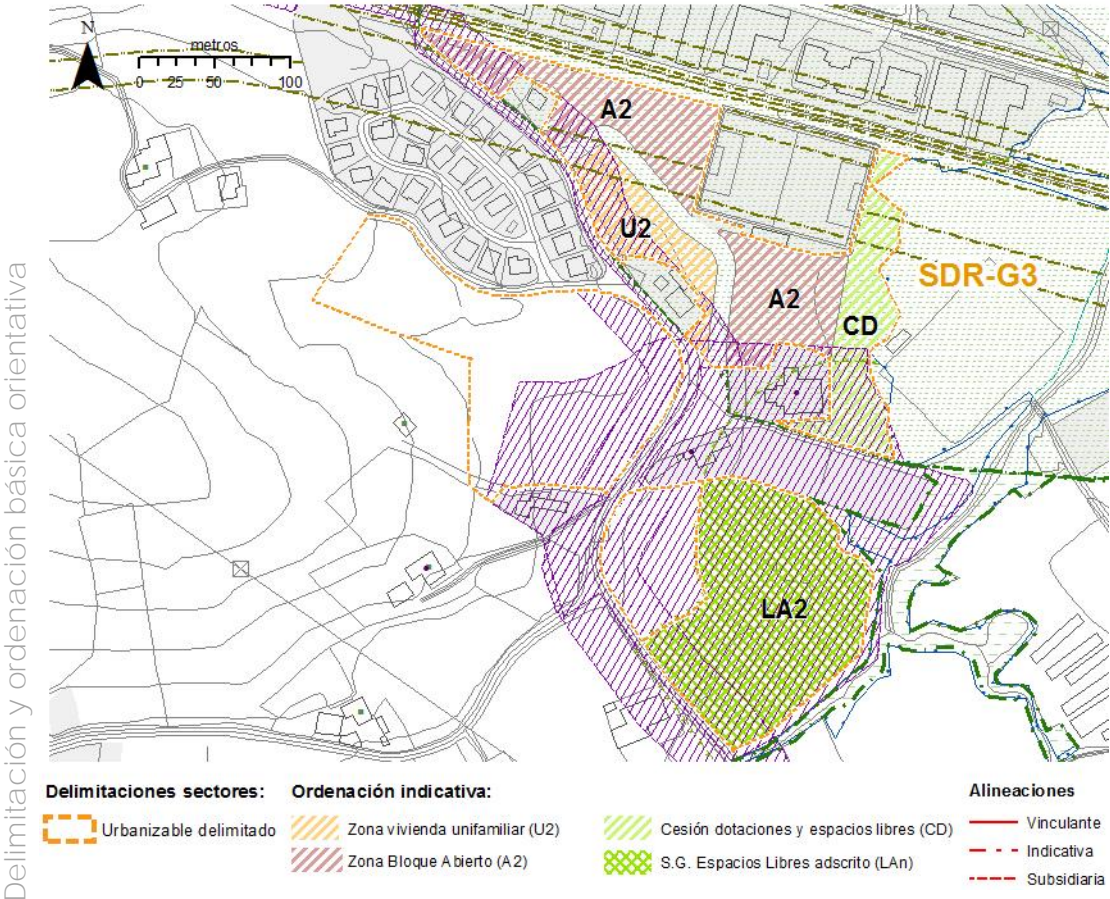 N
metros
0 25 50 100
A2
U2
A2
SDR-G3
CD
LA2
Delimitación y ordenación básica orientativa
Delimitaciones sectores:
Urbanizable delimitado
Ordenación indicativa:
Zona vivienda unifamiliar (U2)
Zona Bloque Abierto (A2)
Cesión dotaciones y espacios libres (CD)
S.G. Espacios Libres adscrito (LAn)
Alineaciones
Vinculante
Indicativa
Subsidiaria